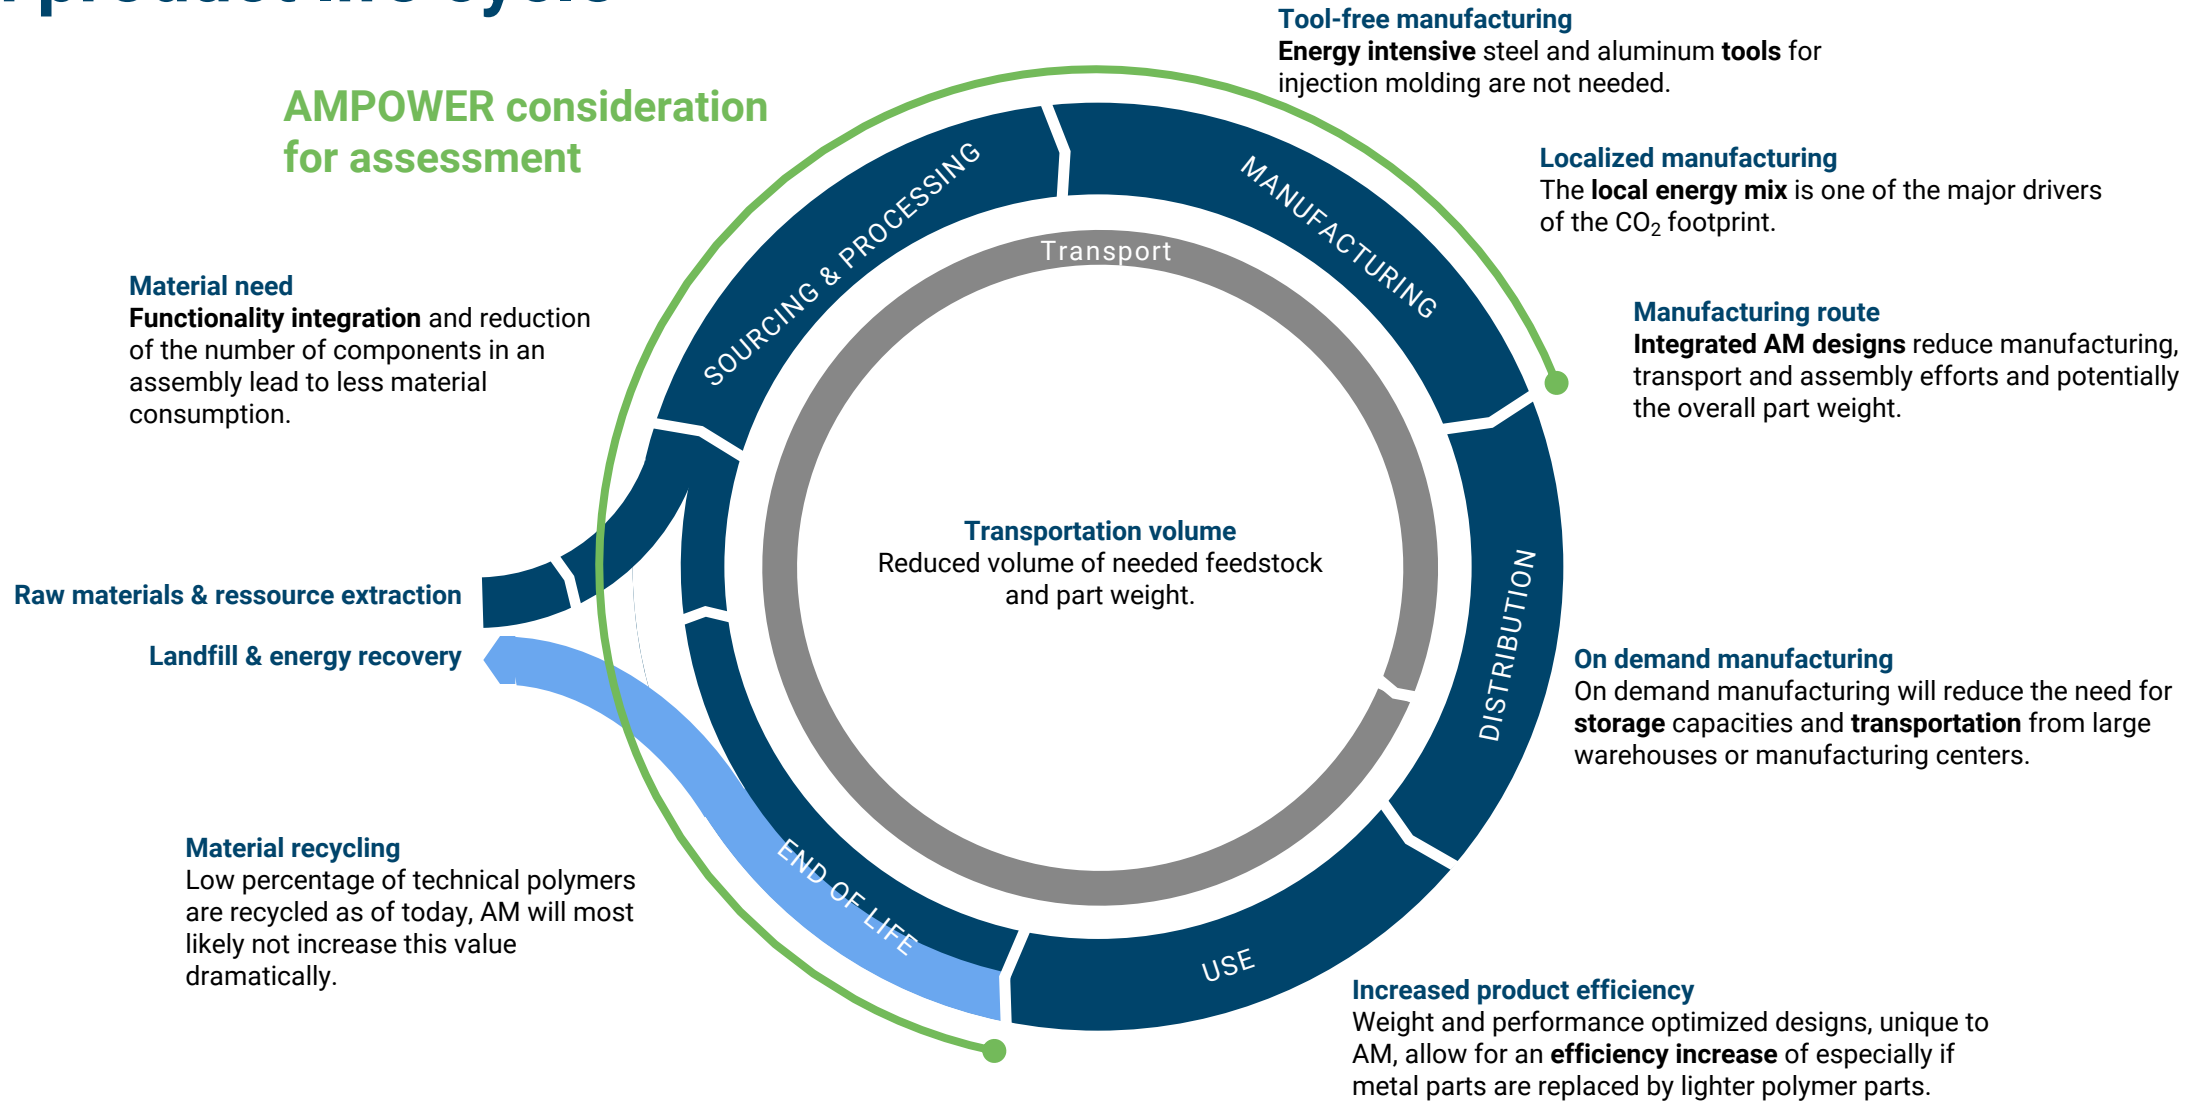 product life cycle
Tool-free manufacturing
Energy intensive steel and aluminum tools for
injection molding are not needed.
AMPOWER consideration
for assessment
Localized manufacturing
The local energy mix is one of the major drivers
of the CO₂ footprint.
Material need
Functionality integration and reduction
of the number of components in an
assembly lead to less material
consumption.
Manufacturing route
Integrated AM designs reduce manufacturing,
transport and assembly efforts and potentially
the overall part weight.
SOURCING & PROCESSING
MANUFACTURING
Transport
Transportation volume
Reduced volume of needed feedstock
and part weight.
Raw materials & ressource extraction
Landfill & energy recovery
DISTRIBUTION
On demand manufacturing
On demand manufacturing will reduce the need for
storage capacities and transportation from large
warehouses or manufacturing centers.
Material recycling
Low percentage of technical polymers
are recycled as of today, AM will most
likely not increase this value
dramatically.
END OF LIFE
USE
Increased product efficiency
Weight and performance optimized designs, unique to
AM, allow for an efficiency increase of especially if
metal parts are replaced by lighter polymer parts.